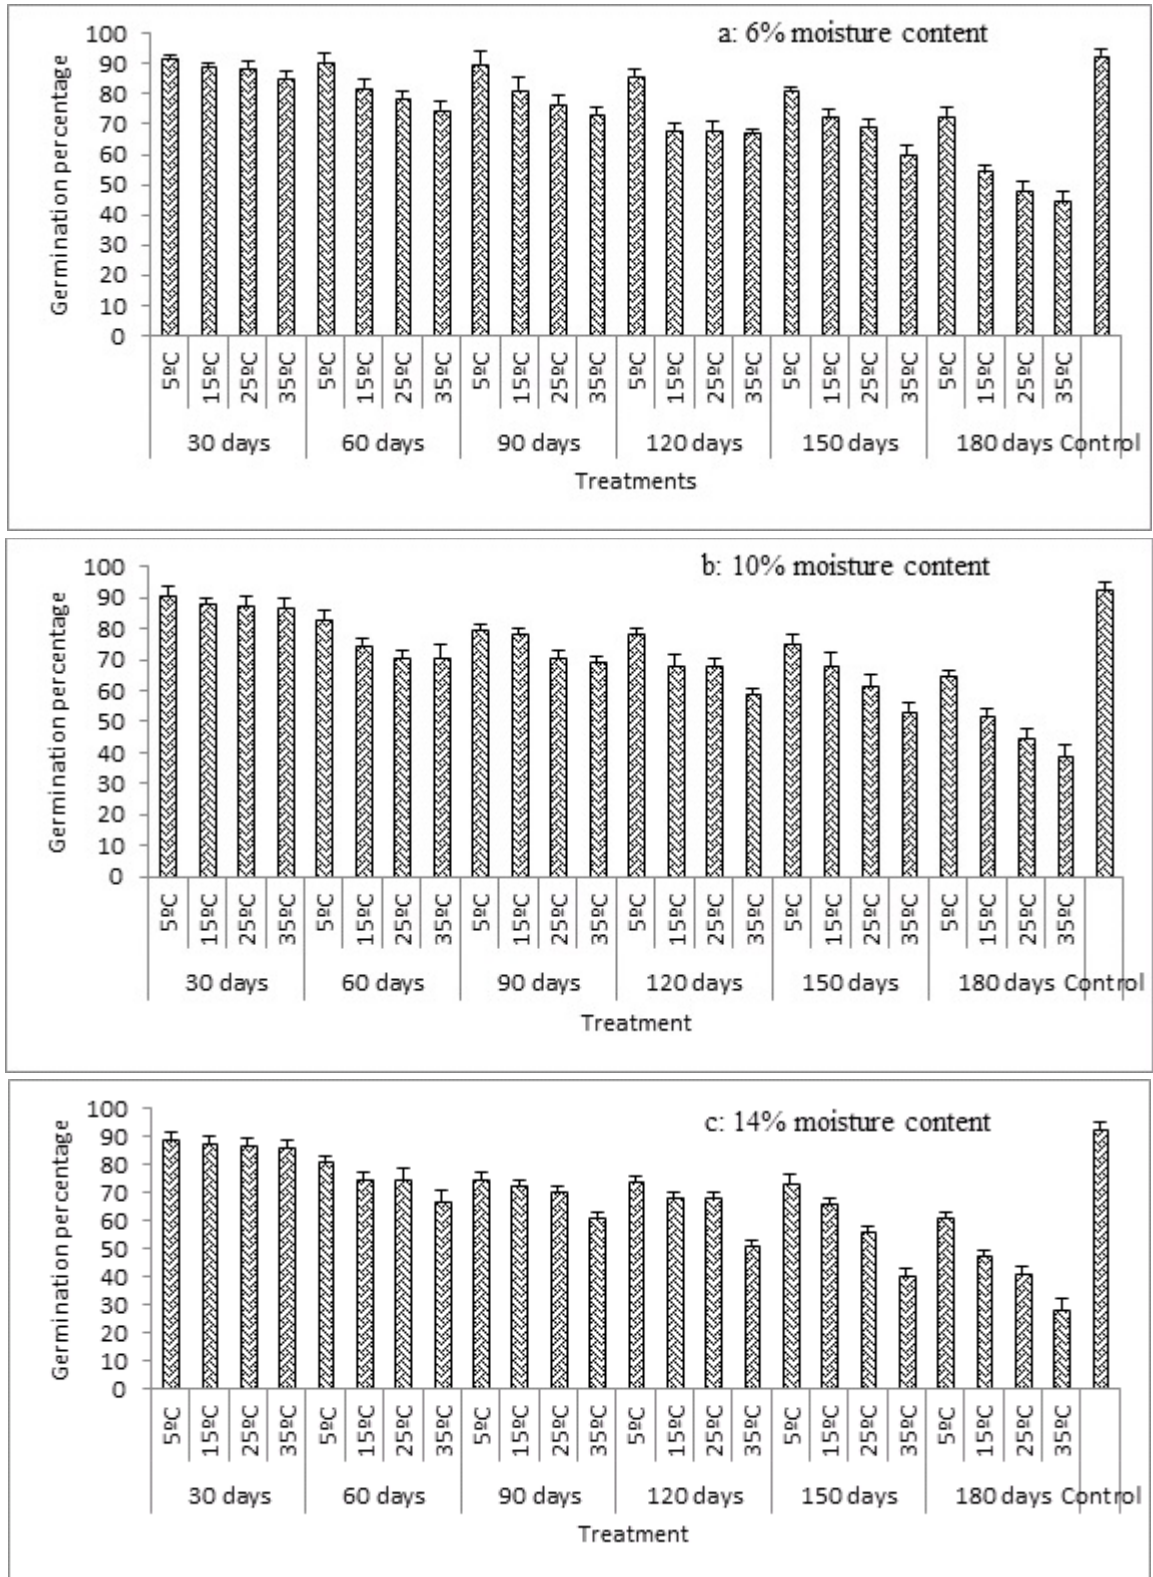 a: 6% moisture content
100
90
80
70
60
50
40
30
20
10
0
Germination percentage
5ºC 15ºC 25ºC 35ºC 5ºC 15ºC 25ºC 35ºC 5ºC 15ºC 25ºC 35ºC 5ºC 15ºC 25ºC 35ºC 5ºC 15ºC 25ºC 35ºC 5ºC 15ºC 25ºC 35ºC
30 days 60 days 90 days 120 days 150 days 180 days Control
Treatments
b: 10% moisture content
100
90
80
70
60
50
40
30
20
10
0
Germination percentage
5ºC 15ºC 25ºC 35ºC 5ºC 15ºC 25ºC 35ºC 5ºC 15ºC 25ºC 35ºC 5ºC 15ºC 25ºC 35ºC 5ºC 15ºC 25ºC 35ºC 5ºC 15ºC 25ºC 35ºC
30 days 60 days 90 days 120 days 150 days 180 days Control
Treatment
c: 14% moisture content
100
90
80
70
60
50
40
30
20
10
0
Germination percentage
5ºC 15ºC 25ºC 35ºC 5ºC 15ºC 25ºC 35ºC 5ºC 15ºC 25ºC 35ºC 5ºC 15ºC 25ºC 35ºC 5ºC 15ºC 25ºC 35ºC 5ºC 15ºC 25ºC 35ºC
30 days 60 days 90 days 120 days 150 days 180 days Control
Treatment